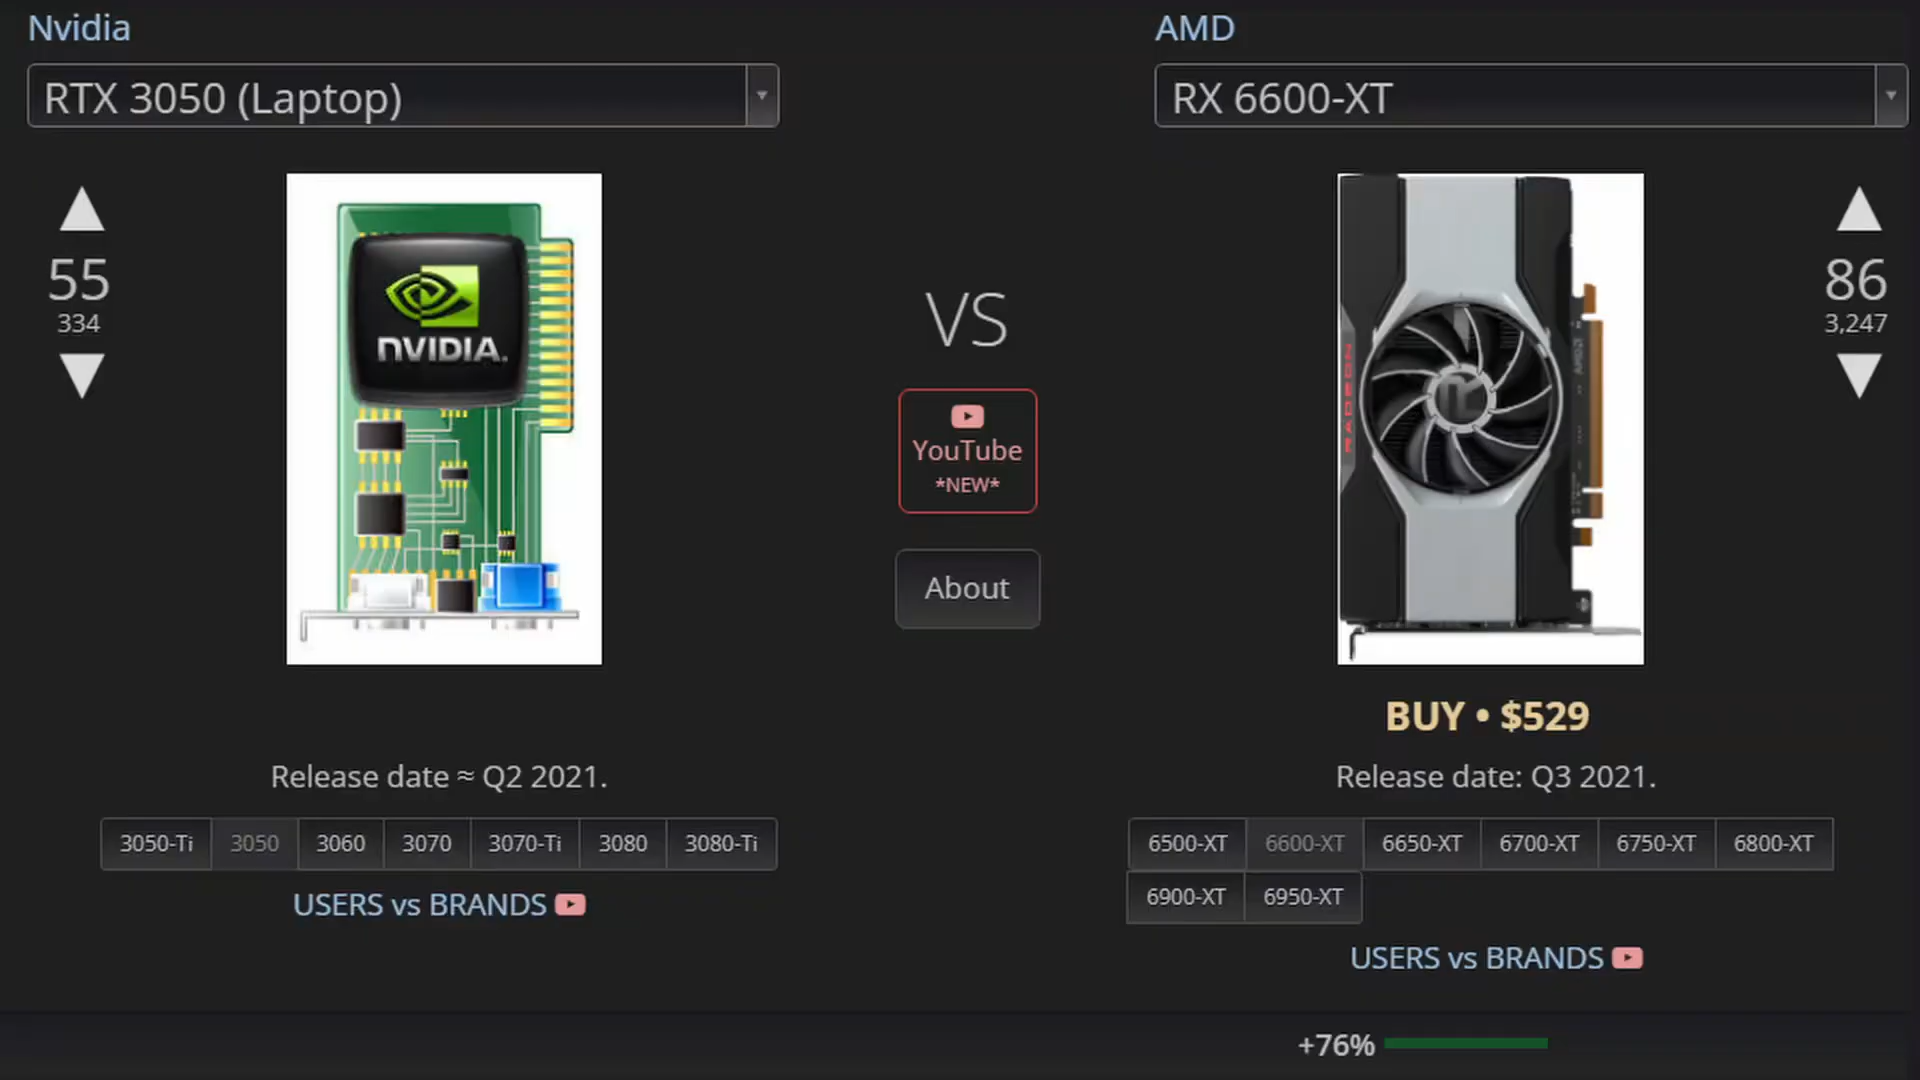 Nvidia
RTX 3050 (Laptop)
55
334
NVIDIA.
VS
YouTube
*NEW*
About
AMD
RX 6600-XT
RADEON
86
3,247
BUY • $529
Release date ≈ Q2 2021.
3050-Ti 3050 3060 3070 3070-Ti 3080 3080-Ti
USERS vs BRANDS
Release date: Q3 2021.
6500-XT 6600-XT 6650-XT 6700-XT 6750-XT 6800-XT
6900-XT 6950-XT
USERS vs BRANDS
+76%